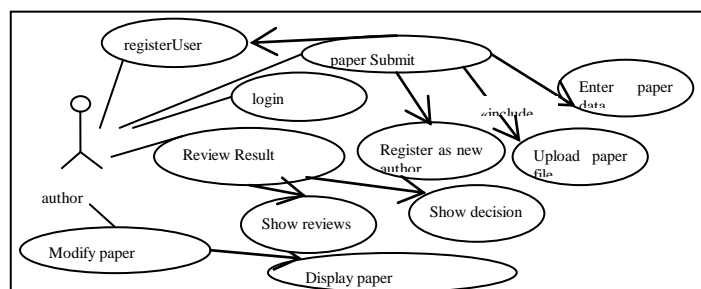 registerUser
paper Submit
Enter paper
data
login
«include
Register as new
author
Upload paper
file
Review Result
author
Show reviews
Show decision
Modify paper
Display paper